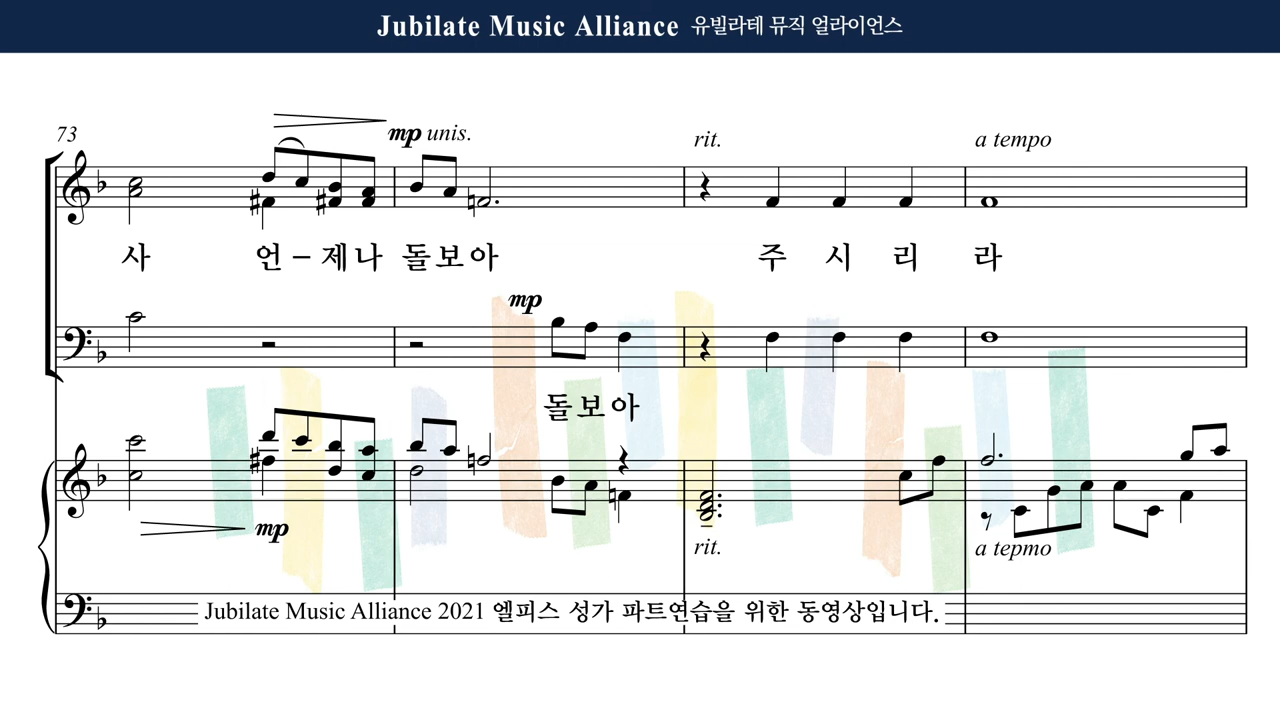 Jubilate Music Alliance 유빌라테 뮤직 얼라이언스
73 mp unis. rit. a tempo
사 언 – 제 나 돌 보 아 주 시 리 라
mp
돌 보 아
mp rit. a tepmo
Jubilate Music Alliance 2021 엘피스 성가 파트연습을 위한 동영상입니다.